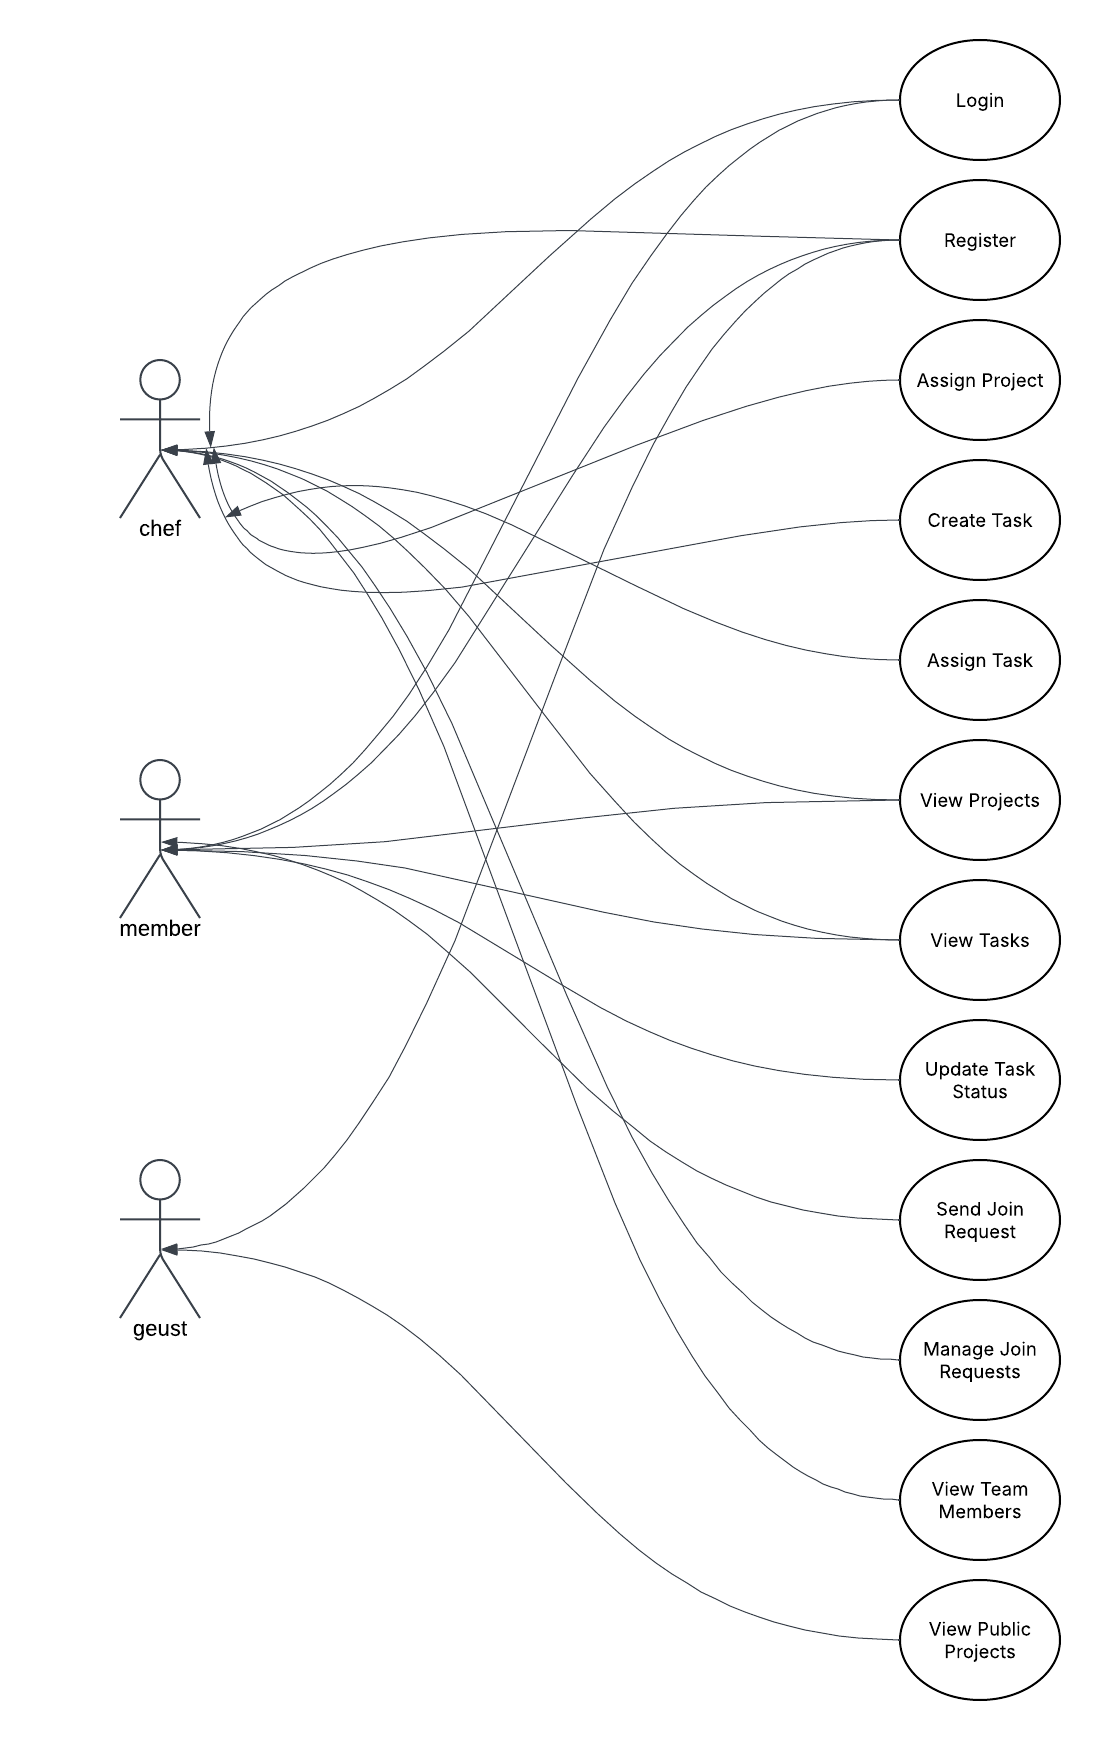 Login
Register
Assign Project
chef
Create Task
Assign Task
View Projects
member
View Tasks
Update Task
Status
Send Join
Request
geust
Manage Join
Requests
View Team
Members
View Public
Projects